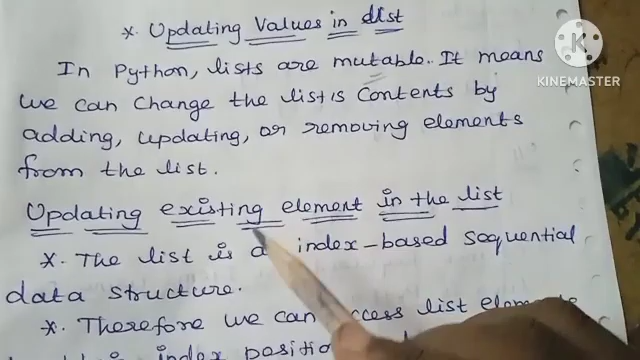 * Updating Values in List
In Python, lists are mutable. It means
we can change the list's contents by
adding, updating, or removing elements
from the list.
Updating existing element in the list
* The list is a index-based sequential
data structure.
* Therefore we can access list elements
index position
K
KINEMASTER